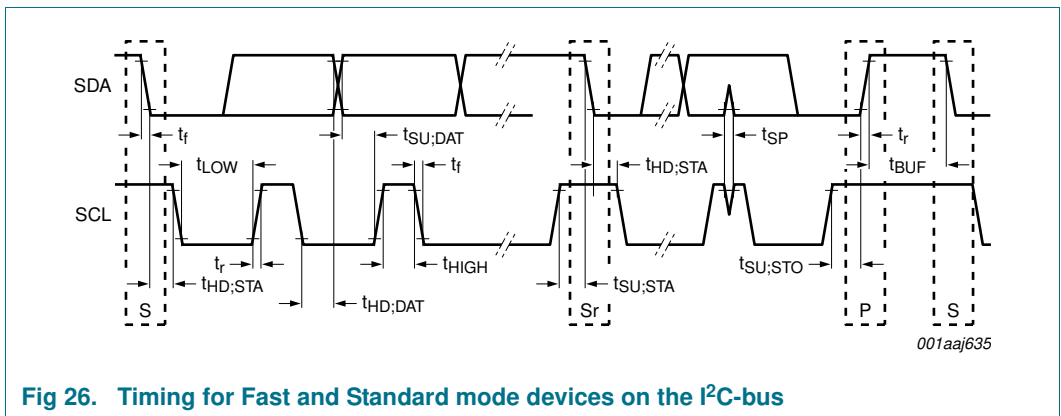 SDA
t_f
t_SU;DAT
t_SP
t_r
t_LOW
t_f
t_HD;STA
t_BUF
SCL
t_r
t_HD;STA
t_HIGH
t_SU;STA
t_SU;STO
t_HD;DAT
S
Sr
P
S
001aaj635
Fig 26. Timing for Fast and Standard mode devices on the I²C-bus